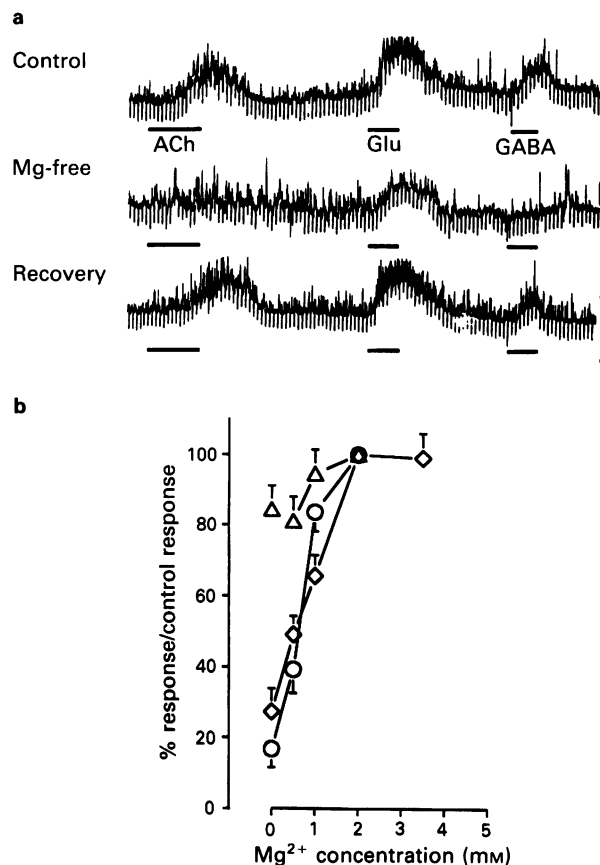 a
Control
ACh
Glu
GABA
Mg-free
Recovery
b
100
80
60
40
20
0
% response/control response
0 1 2 3 4 5
Mg²⁺ concentration (mM)